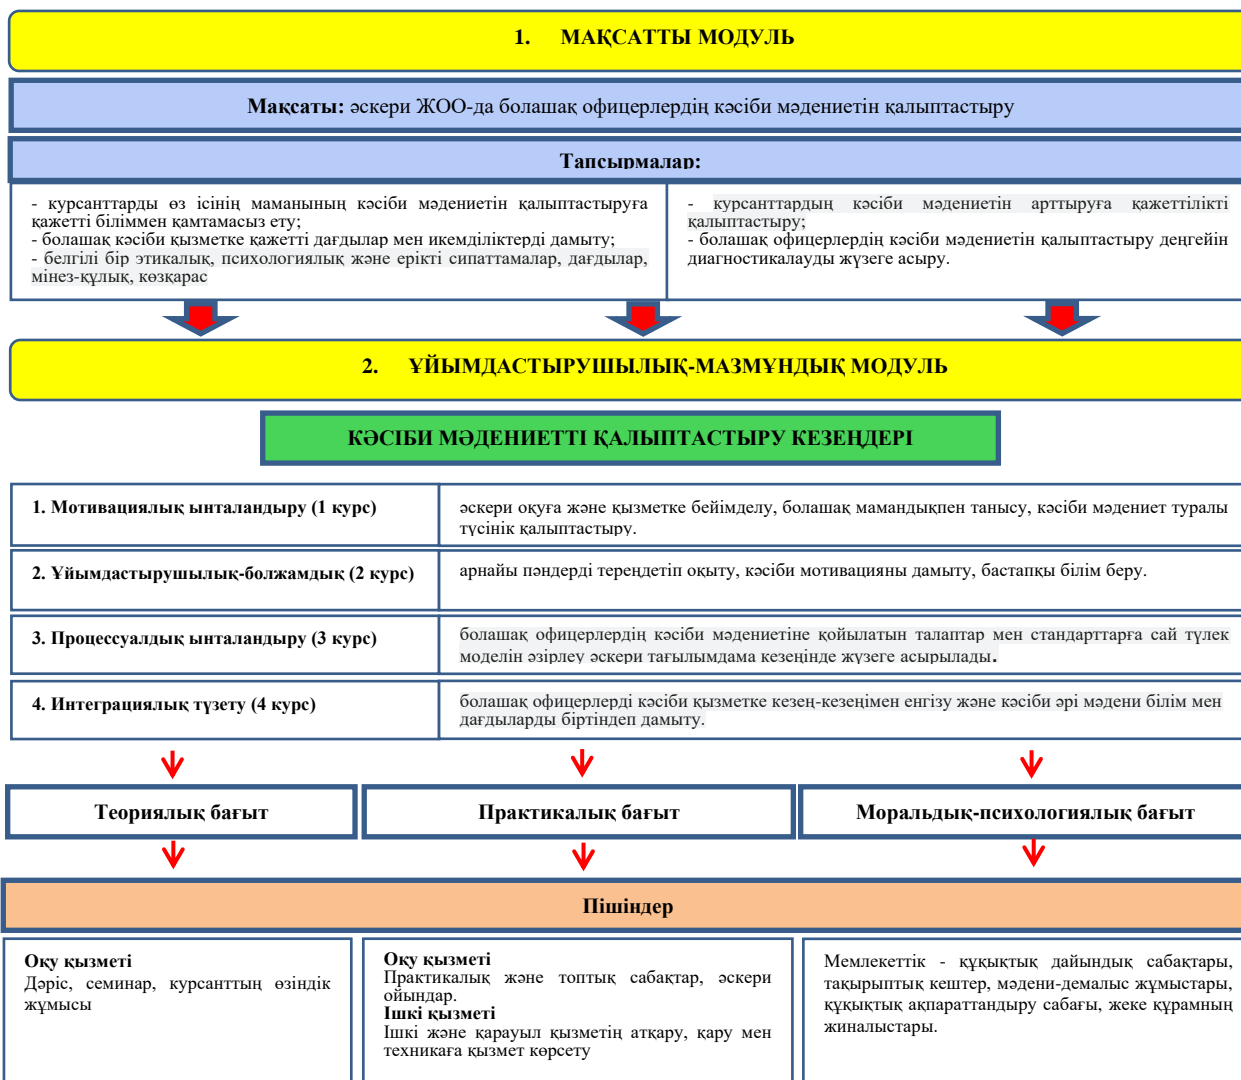 1. МАҚСАТТЫ МОДУЛЬ
Мақсаты: әскери ЖОО-да болашақ офицерлердің кәсіби мәдениетін қалыптастыру
Тапсырмалар:
- курсанттарды өз ісінің маманының кәсіби мәдениетін қалыптастыруға
қажетті біліммен қамтамасыз ету;
- болашақ кәсіби қызметке қажетті дағдылар мен икемділіктерді дамыту;
- белгілі бір этикалық, психологиялық және ерікті сипаттамалар, дағдылар,
мінез-құлық, көзқарас
- курсанттардың кәсіби мәдениетін арттыруға қажеттілікті
қалыптастыру;
- болашақ офицерлердің кәсіби мәдениетін қалыптастыру деңгейін
диагностикалауды жүзеге асыру.
2. ҰЙЫМДАСТЫРУШЫЛЫҚ-МАЗМҰНДЫҚ МОДУЛЬ
КӘСІБИ МӘДЕНИЕТТІ ҚАЛЫПТАСТЫРУ КЕЗЕҢДЕРІ
1. Мотивациялық ынталандыру (1 курс)
әскери оқуға және қызметке бейімделу, болашақ мамандықпен танысу, кәсіби мәдениет туралы
түсінік қалыптастыру.
2. Ұйымдастырушылық-болжамдық (2 курс)
арнайы пәндерді тереңдетіп оқыту, кәсіби мотивацияны дамыту, бастапқы білім беру.
3. Процессуалдық ынталандыру (3 курс)
болашақ офицерлердің кәсіби мәдениетіне қойылатын талаптар мен стандарттарға сай түлек
моделін әзірлеу әскери тағылымдама кезеңінде жүзеге асырылады.
4. Интеграциялық түзету (4 курс)
болашақ офицерлерді кәсіби қызметке кезең-кезеңімен енгізу және кәсіби әрі мәдени білім мен
дағдыларды біртіндеп дамыту.
Теориялық бағыт
Практикалық бағыт
Моральдық-психологиялық бағыт
Пішіндер
Оқу қызметі
Дәріс, семинар, курсанттың өзіндік
жұмысы
Оқу қызметі
Практикалық және топтық сабақтар, әскери
ойындар.
Ішкі қызметі
Ішкі және қарауыл қызметің атқару, қару мен
техникаға қызмет көрсету
Мемлекеттік - құқықтық дайындық сабақтары,
тақырыптық кештер, мәдени-демалыс жұмыстары,
құқықтық ақпараттандыру сабағы, жеке құрамның
жиналыстары.